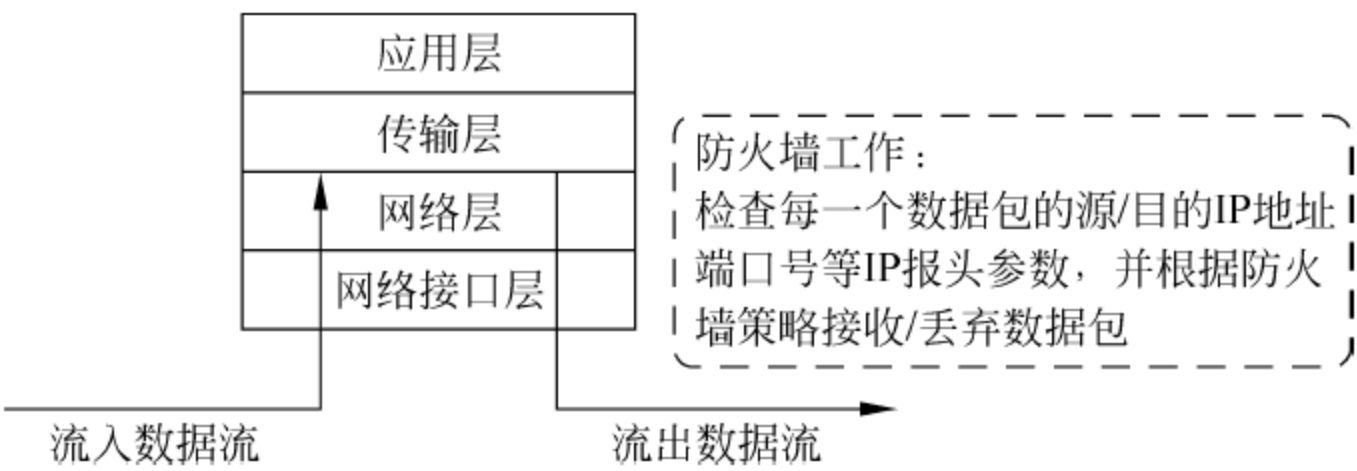 应用层
传输层
网络层
网络接口层
防火墙工作：
检查每一个数据包的源/目的IP地址
端口号等IP报头参数，并根据防火
墙策略接收/丢弃数据包
流入数据流
流出数据流